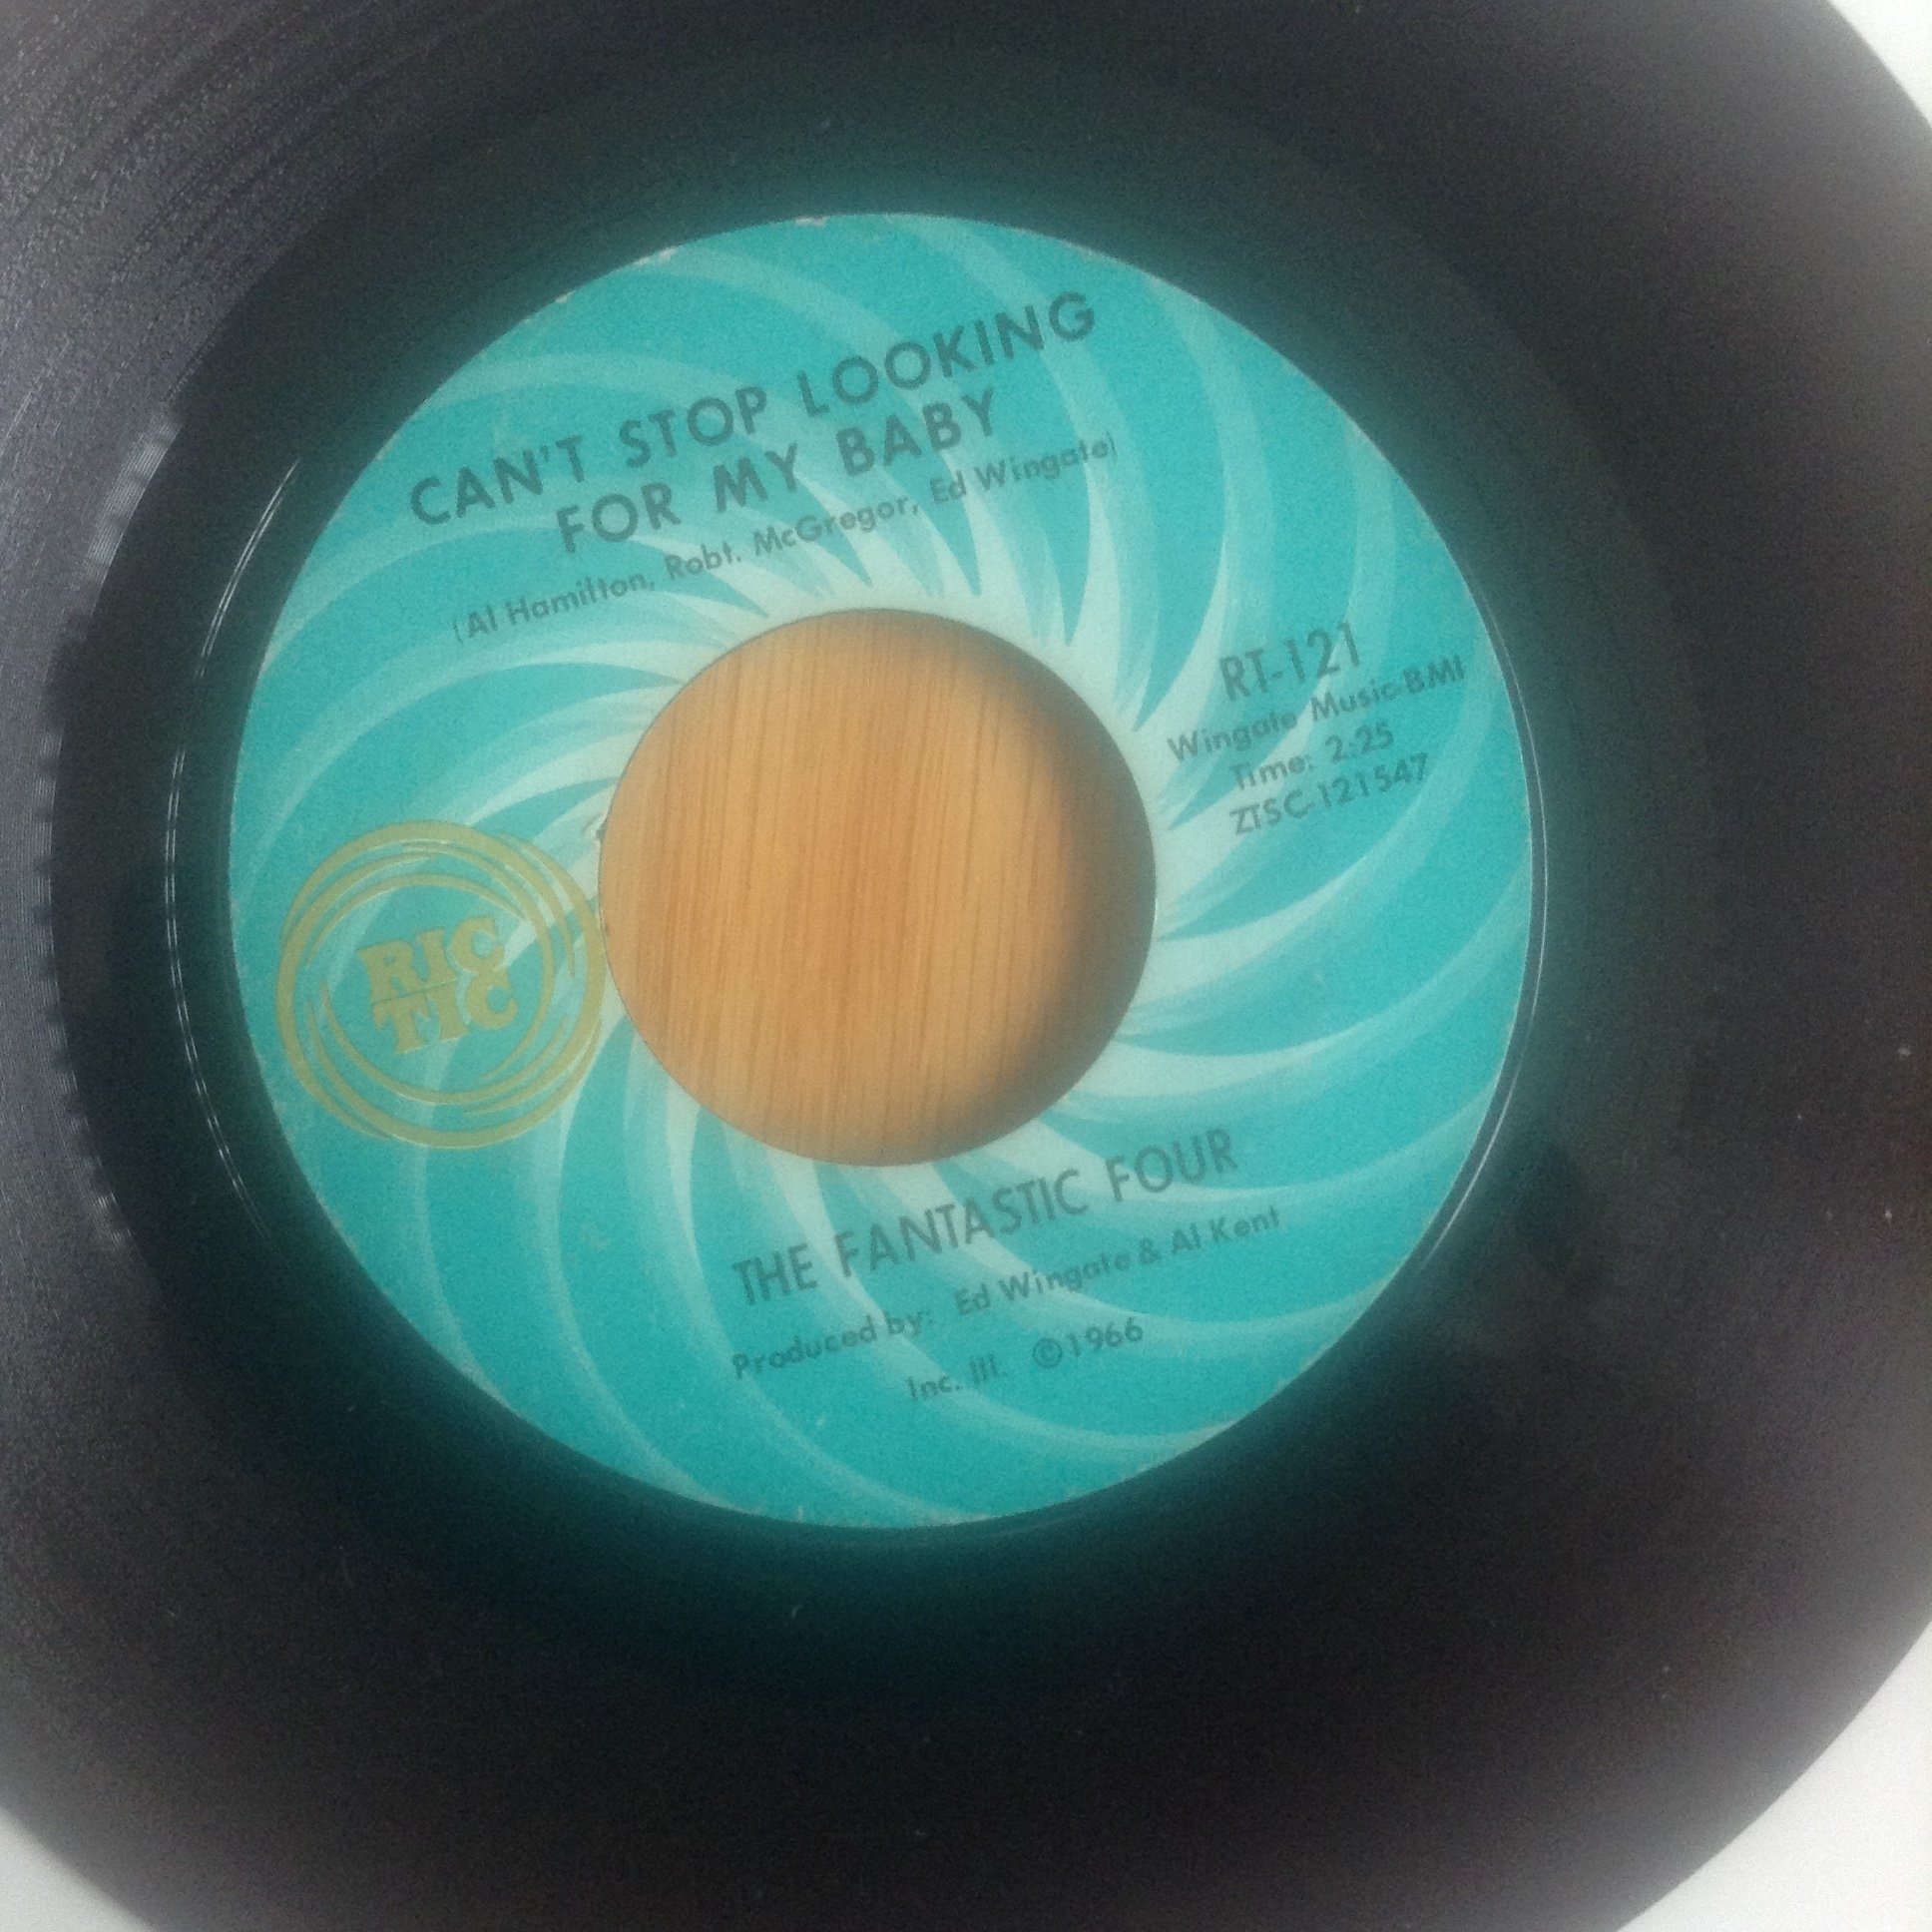 CAN'T STOP LOOKING
FOR MY BABY
(Al Hamilton, Robt. McGregor, Ed Wingate)
RT-121
Wingate Music-BMI
Time: 2:25
ZTSC-121547
RIC
TIC
THE FANTASTIC FOUR
Produced by: Ed Wingate & Al Kent
Inc. Ill. ©1966